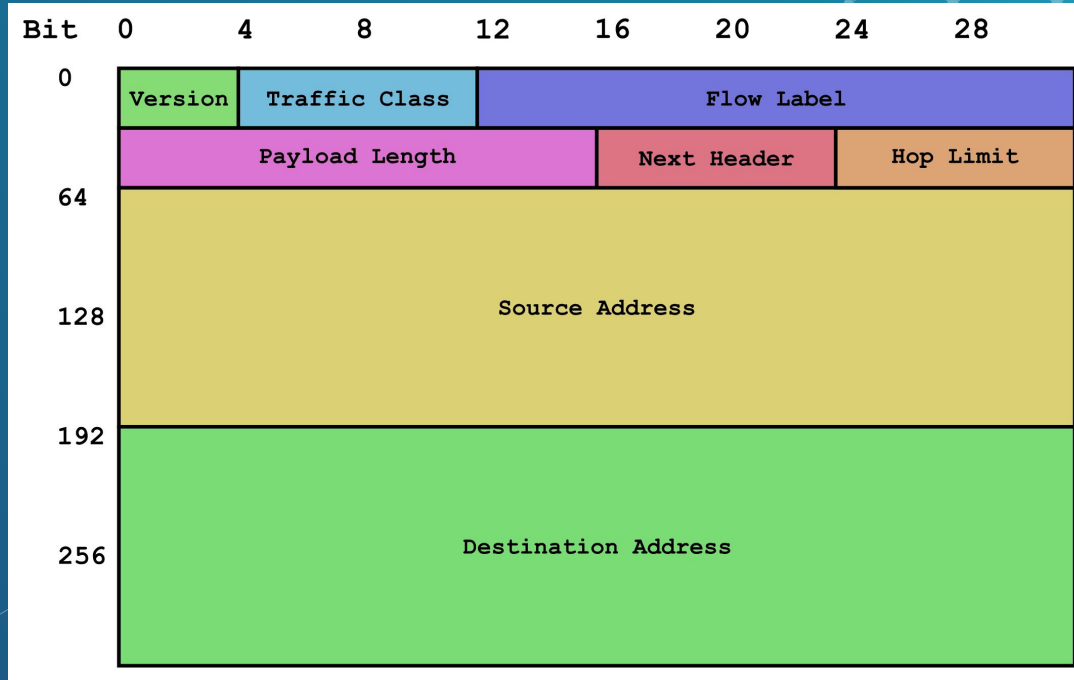 Bit 0 4 8 12 16 20 24 28
0 Version Traffic Class Flow Label
Payload Length Next Header Hop Limit
64
128 Source Address
192
256 Destination Address